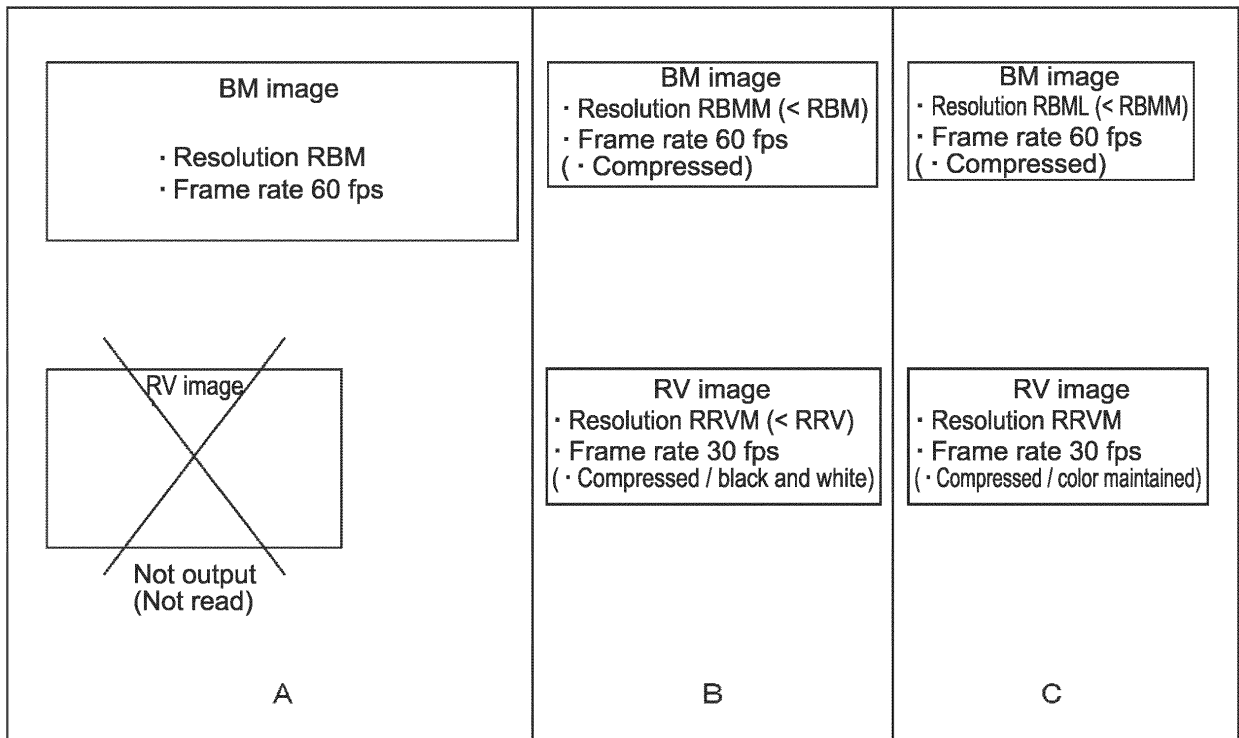 BM image
· Resolution RBM
· Frame rate 60 fps
RV image
Not output
(Not read)
A
BM image
· Resolution RBMM (< RBM)
· Frame rate 60 fps
( · Compressed)
RV image
· Resolution RRVM (< RRV)
· Frame rate 30 fps
( · Compressed / black and white)
B
BM image
· Resolution RBML (< RBMM)
· Frame rate 60 fps
( · Compressed)
RV image
· Resolution RRVM
· Frame rate 30 fps
( · Compressed / color maintained)
C